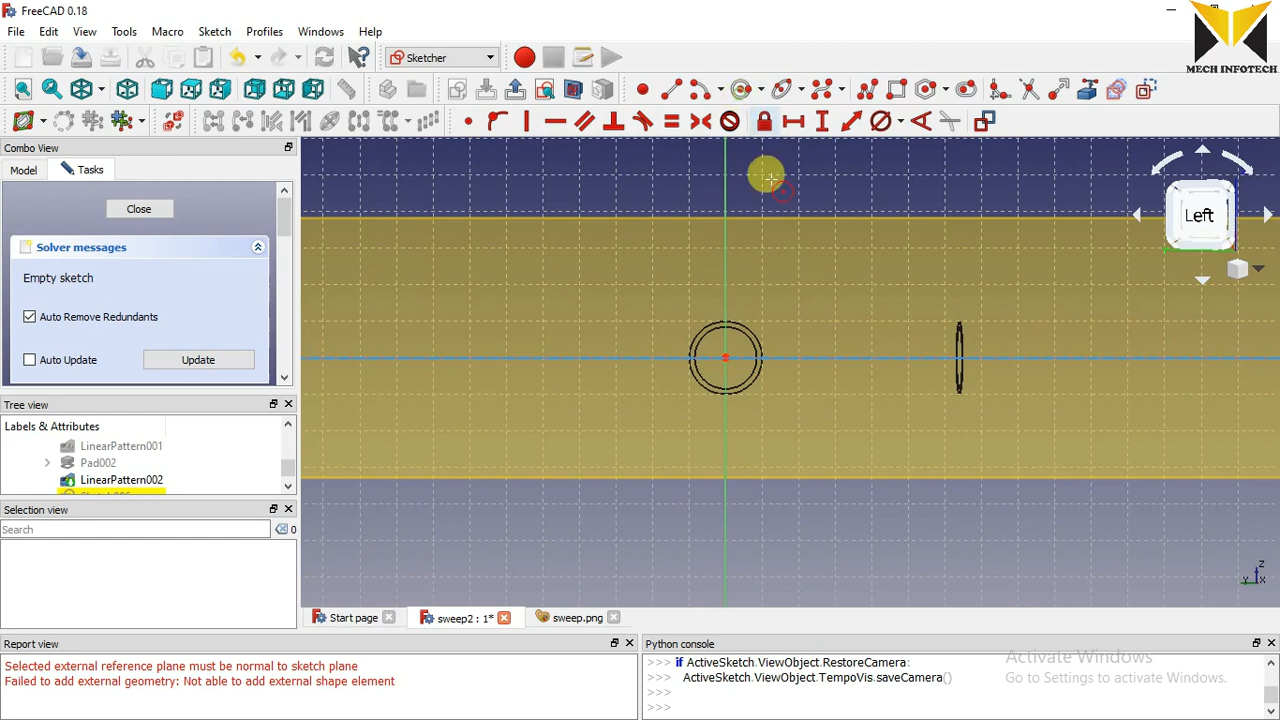 FreeCAD 0.18
File Edit View Tools Macro Sketch Profiles Windows Help
MECH INFOTECH
Sketcher
Combo View
Model Tasks
Close
Solver messages
Empty sketch
Auto Remove Redundants
Auto Update Update
Tree view
Labels & Attributes
LinearPattern001
Pad002
LinearPattern002
Selection view
Search
0
Left
Z
Y X
Start page sweep2 : 1* sweep.png
Report view
Selected external reference plane must be normal to sketch plane
Failed to add external geometry: Not able to add external shape element
Python console
>>> if ActiveSketch.ViewObject.RestoreCamera:
>>>   ActiveSketch.ViewObject.TempoVis.saveCamera()
>>>
>>>
Activate Windows
Go to Settings to activate Windows.